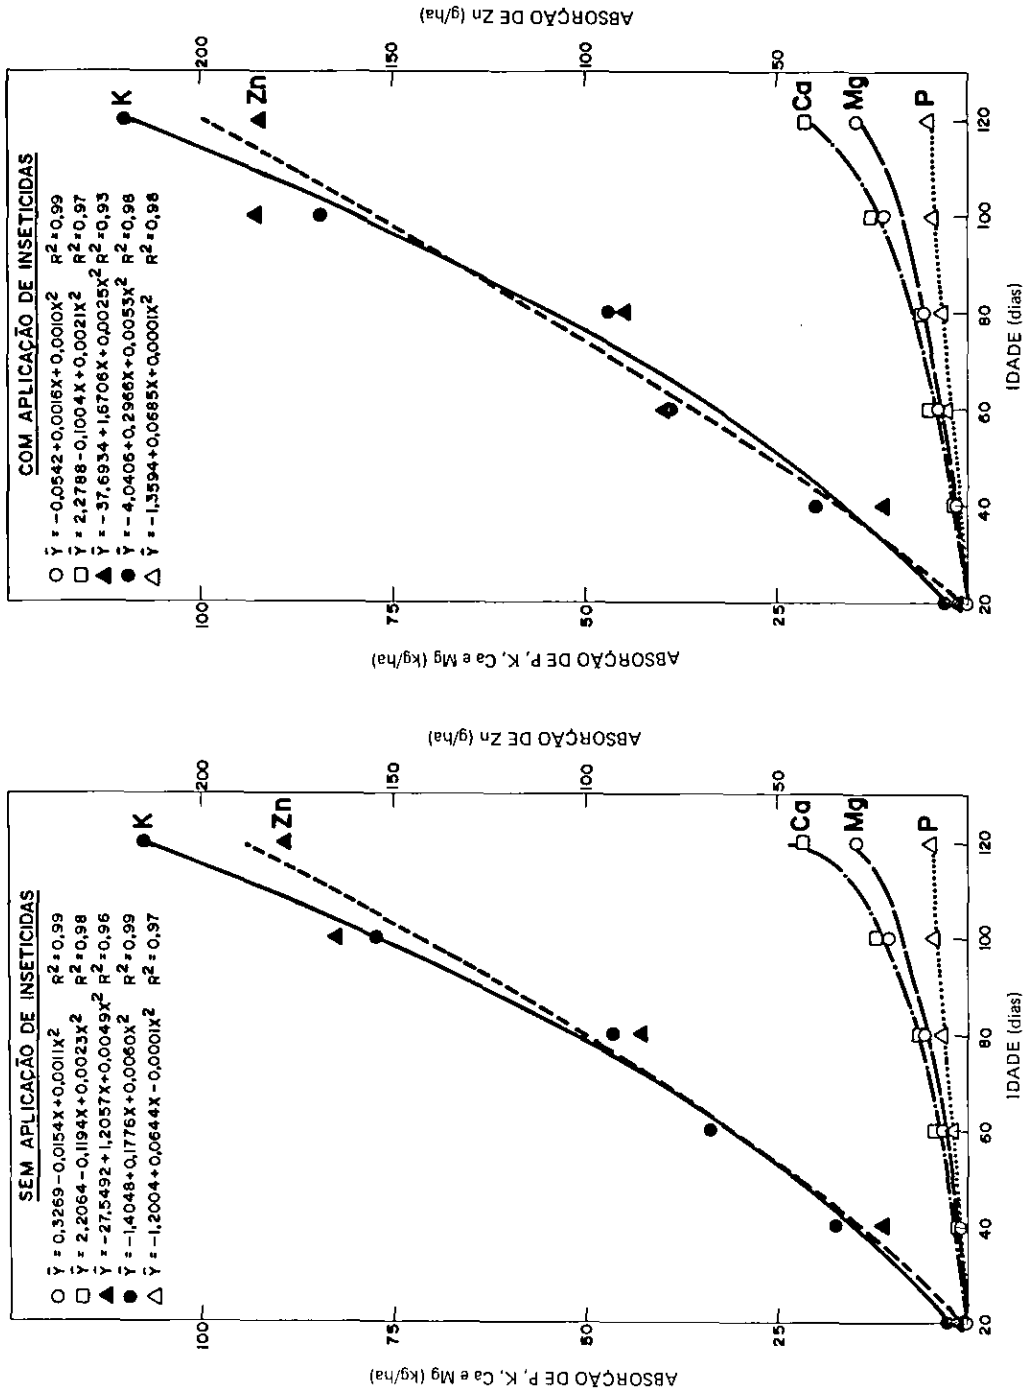 SEM APLICAÇÃO DE INSETICIDAS
○ Ȳ = 0,3269-0,0154X+0,0011X² R²=0,99
□ Ȳ = 2,2064-0,1194X+0,0023X² R²=0,98
▲ Ȳ = -27,5492+1,2057X+0,0049X² R²=0,96
● Ȳ = -1,4048+0,1776X+0,0060X² R²=0,99
△ Ȳ = -1,2004+0,0644X-0,0001X² R²=0,97
ABSORÇÃO DE P, K, Ca e Mg (kg/ha)
100
75
50
25
ABSORÇÃO DE Zn (g/ha)
200
150
100
50
K
Zn
Ca
Mg
P
20 40 60 80 100 120
IDADE (dias)
COM APLICAÇÃO DE INSETICIDAS
○ Ȳ = -0,0542+0,0016X+0,0010X² R²=0,99
□ Ȳ = 2,2788-0,1004X+0,0021X² R²=0,97
▲ Ȳ = -37,6934+1,6706X+0,0025X² R²=0,93
● Ȳ = -4,0406+0,2966X+0,0053X² R²=0,98
△ Ȳ = -1,3594+0,0685X+0,0001X² R²=0,98
ABSORÇÃO DE P, K, Ca e Mg (kg/ha)
100
75
50
25
ABSORÇÃO DE Zn (g/ha)
200
150
100
50
K
Zn
Ca
Mg
P
20 40 60 80 100 120
IDADE (dias)